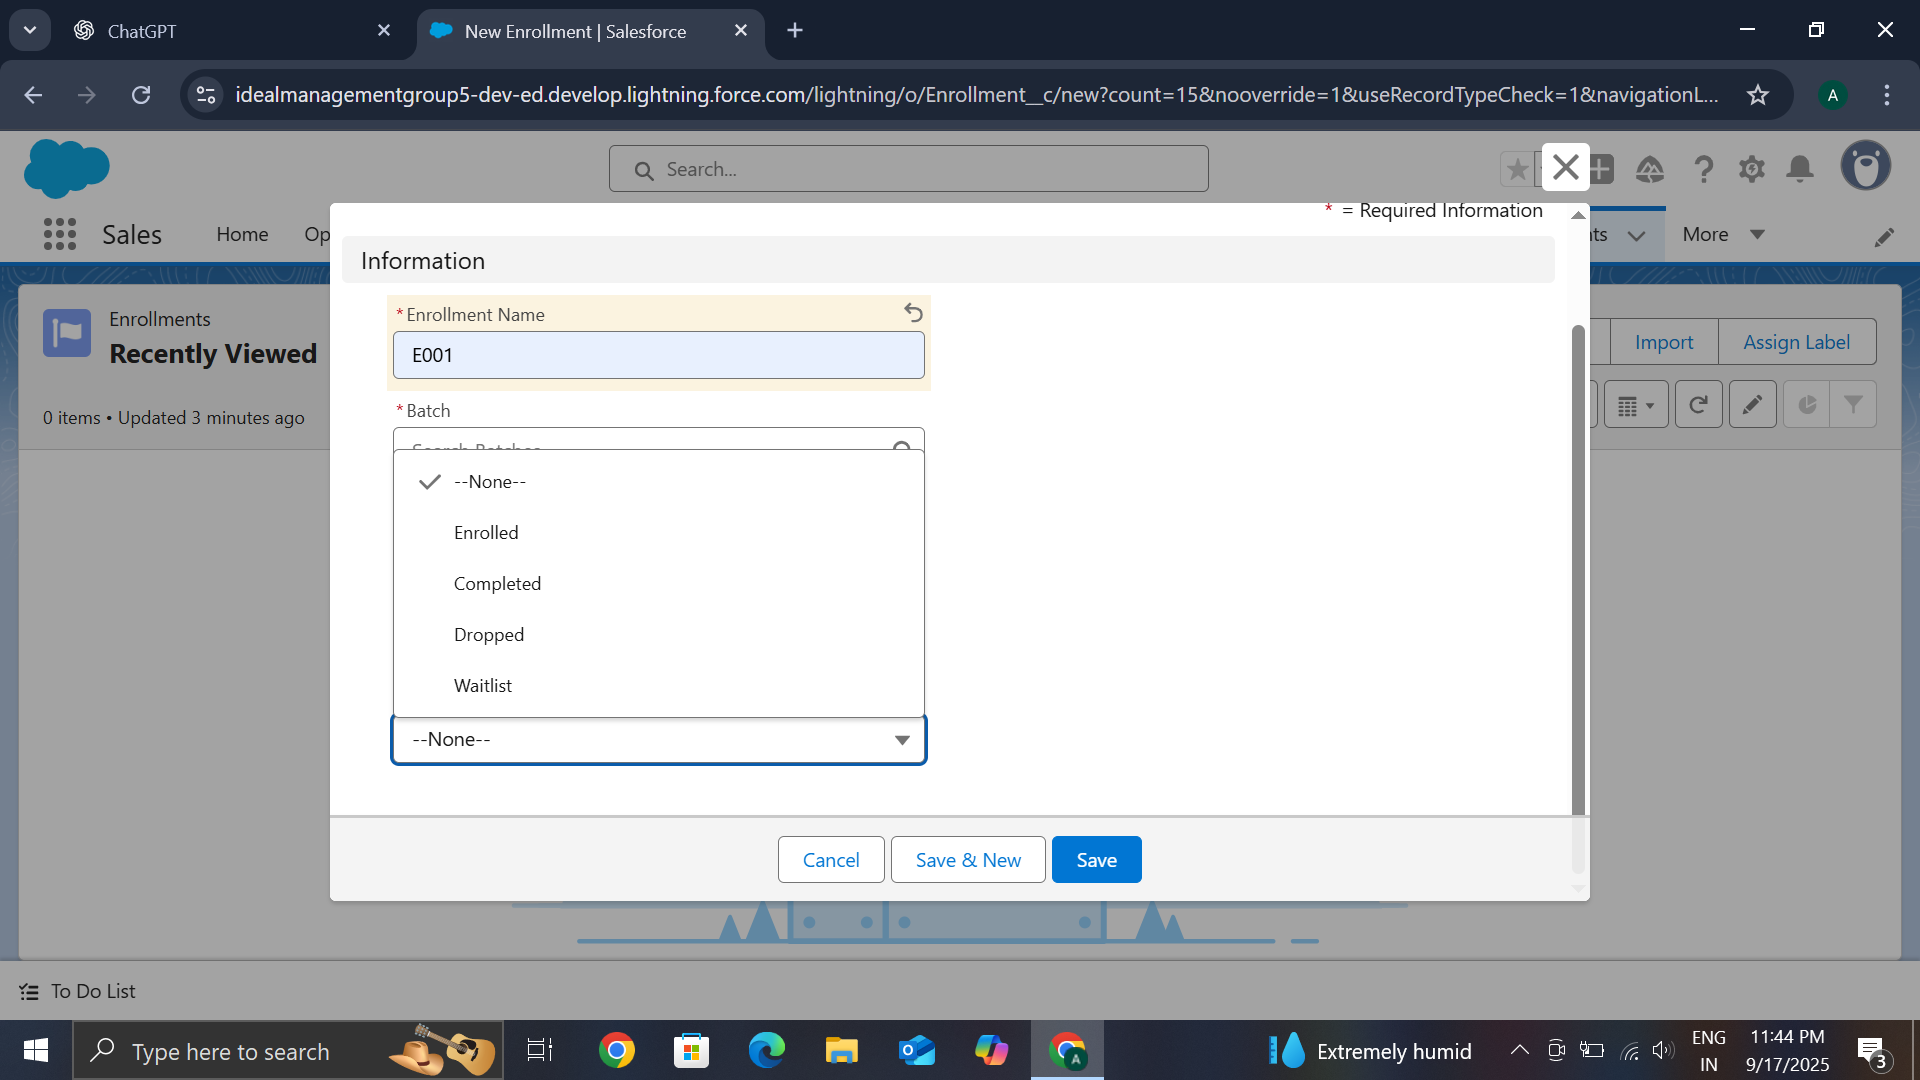 ChatGPT
New Enrollment | Salesforce
idealmanagementgroup5-dev-ed.develop.lightning.force.com/lightning/o/Enrollment__c/new?count=15&nooverride=1&useRecordTypeCheck=1&navigationL...
A
Search...
Sales
Home
Op
ts
More
* = Required Information
Information
Enrollments
Recently Viewed
0 items • Updated 3 minutes ago
Import
Assign Label
*Enrollment Name
E001
*Batch
Search Batches
--None--
Enrolled
Completed
Dropped
Waitlist
--None--
Cancel
Save & New
Save
To Do List
Type here to search
A
Extremely humid
ENG
IN
11:44 PM
9/17/2025
3